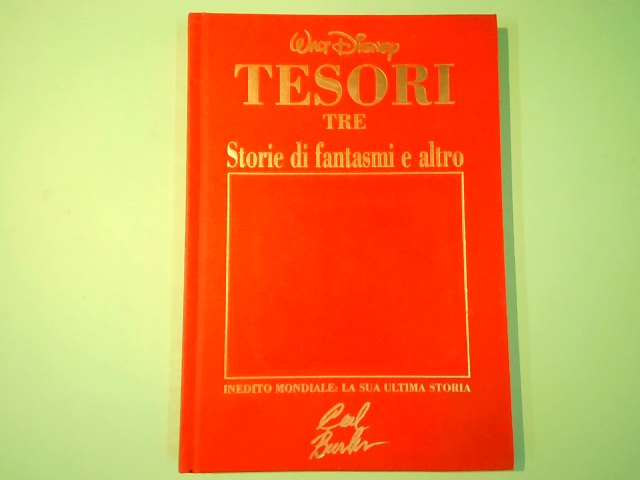 Walt Disney
TESORI
TRE
Storie di fantasmi e altro
INEDITO MONDIALE: LA SUA ULTIMA STORIA
Carl
Barks